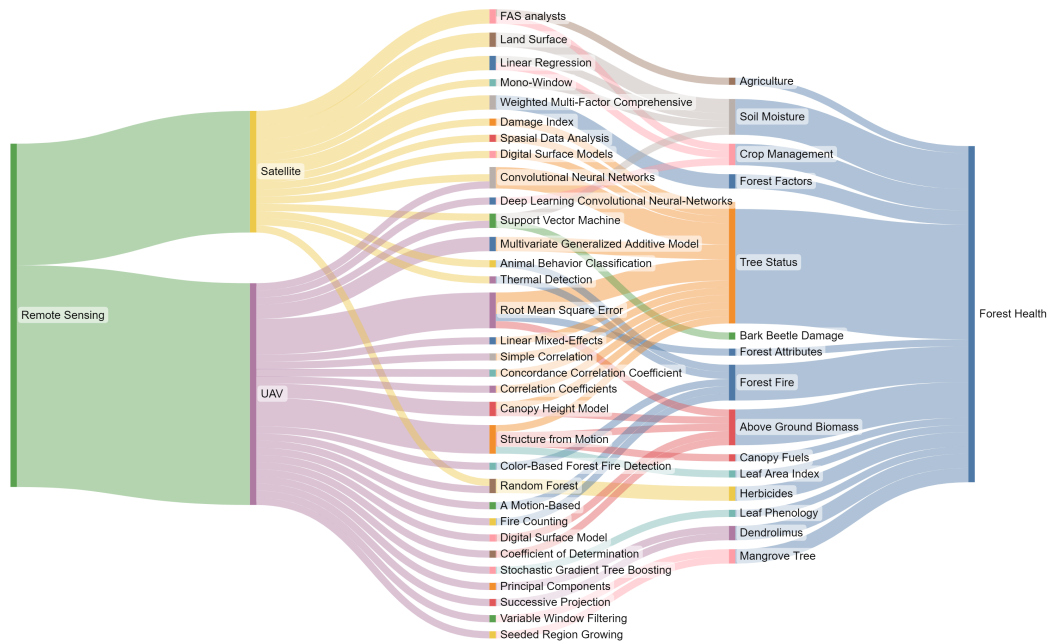 Remote Sensing
Satellite
UAV
FAS analysts
Land Surface
Linear Regression
Mono-Window
Weighted Multi-Factor Comprehensive
Damage Index
Spasial Data Analysis
Digital Surface Models
Convolutional Neural Networks
Deep Learning Convolutional Neural-Networks
Support Vector Machine
Multivariate Generalized Additive Model
Animal Behavior Classification
Thermal Detection
Root Mean Square Error
Linear Mixed-Effects
Simple Correlation
Concordance Correlation Coefficient
Correlation Coefficients
Canopy Height Model
Structure from Motion
Color-Based Forest Fire Detection
Random Forest
A Motion-Based
Fire Counting
Digital Surface Model
Coefficient of Determination
Stochastic Gradient Tree Boosting
Principal Components
Successive Projection
Variable Window Filtering
Seeded Region Growing
Agriculture
Soil Moisture
Crop Management
Forest Factors
Tree Status
Bark Beetle Damage
Forest Attributes
Forest Fire
Above Ground Biomass
Canopy Fuels
Leaf Area Index
Herbicides
Leaf Phenology
Dendrolimus
Mangrove Tree
Forest Health